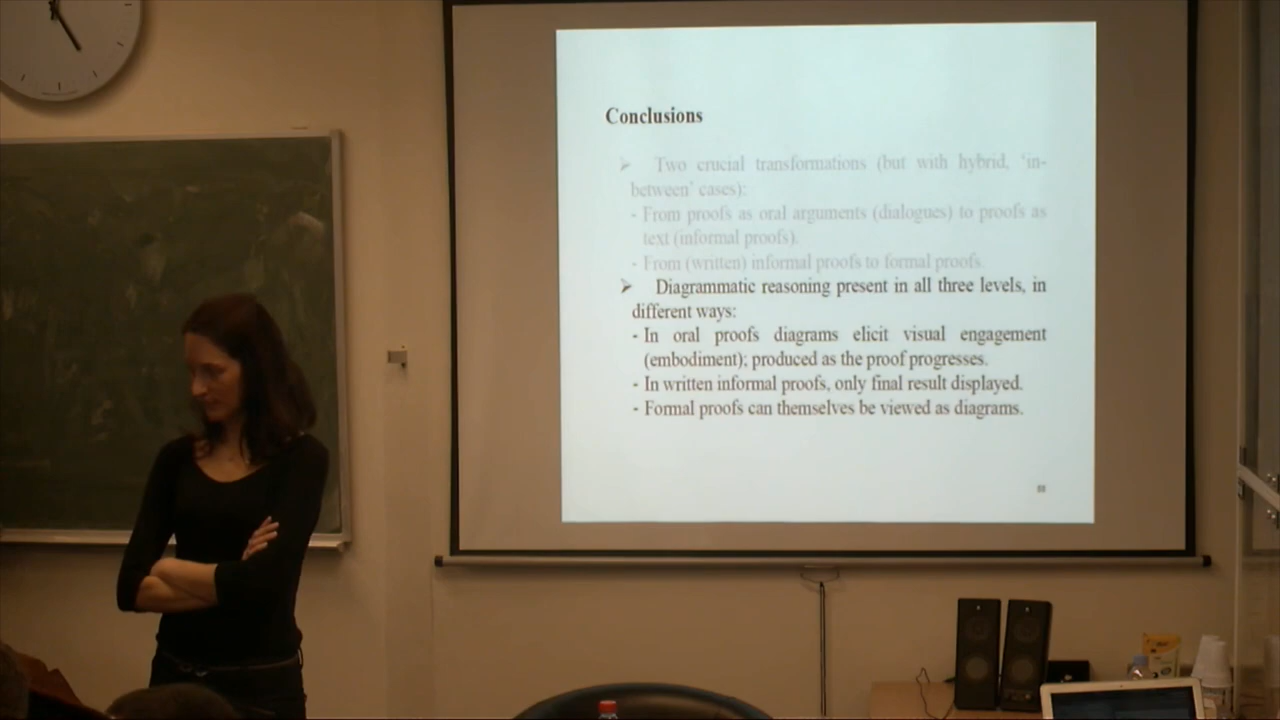 Conclusions
➢ Two crucial transformations (but with hybrid, 'in-
between' cases):
- From proofs as oral arguments (dialogues) to proofs as
text (informal proofs).
- From (written) informal proofs to formal proofs.
➢ Diagrammatic reasoning present in all three levels, in
different ways:
- In oral proofs diagrams elicit visual engagement
(embodiment); produced as the proof progresses.
- In written informal proofs, only final result displayed.
- Formal proofs can themselves be viewed as diagrams.